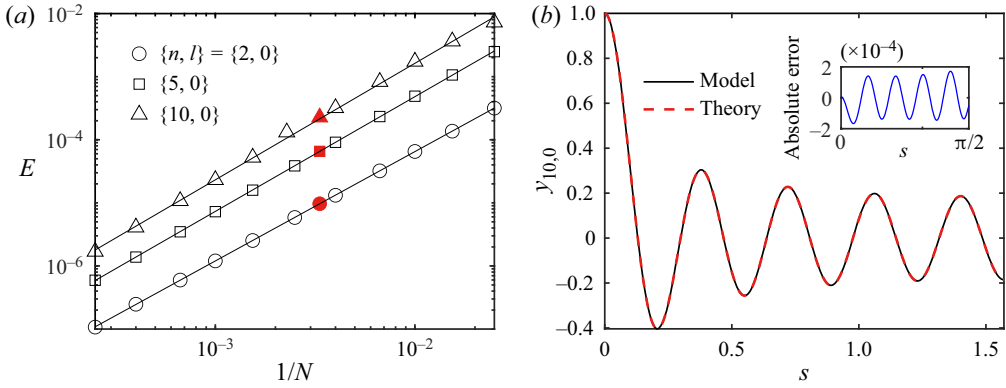 (a)
10⁻²
10⁻⁴
10⁻⁶
E
{n, l} = {2, 0}
{5, 0}
{10, 0}
10⁻³
10⁻²
1/N
(b)
1.0
0.8
0.6
0.4
0.2
0
−0.2
−0.4
y₁₀,₀
Model
Theory
(×10⁻⁴)
Absolute error
2
0
−2
0
π/2
s
0
0.5
1.0
1.5
s